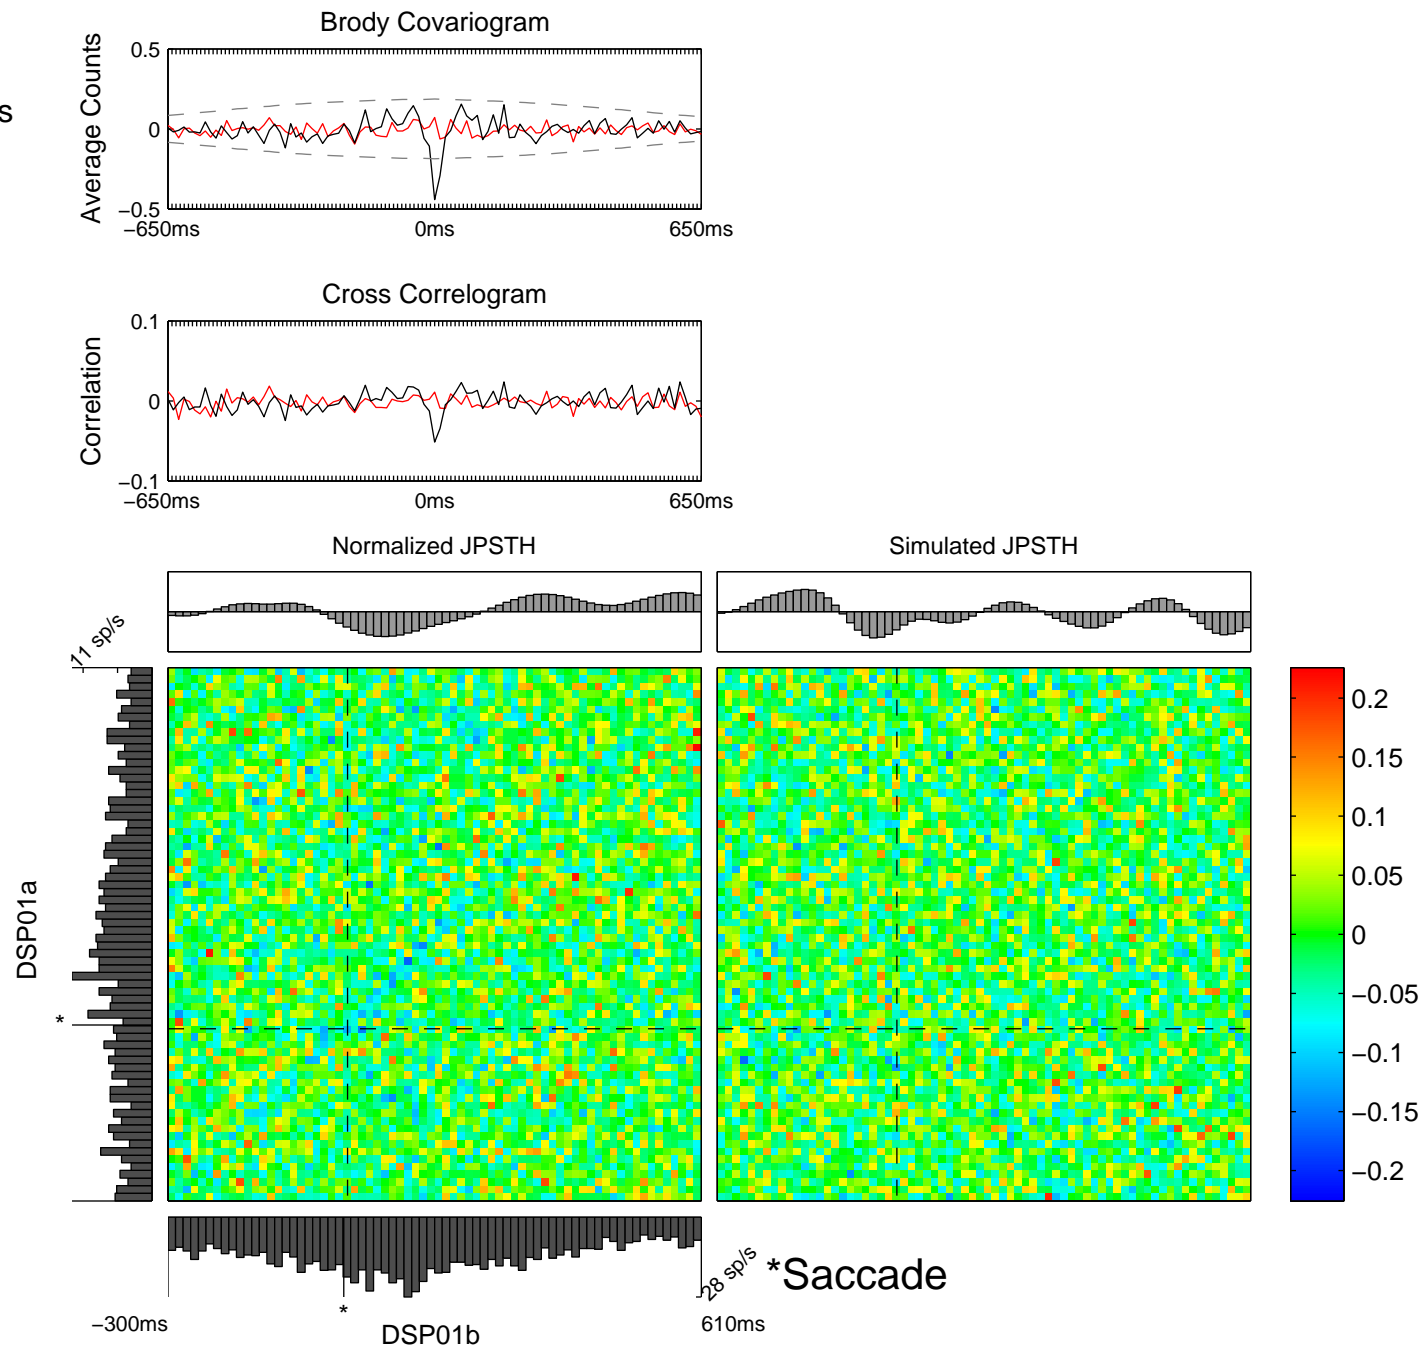 Brody Covariogram
s
Average Counts
0.5
0
−0.5
−650ms
0ms
650ms
Cross Correlogram
Correlation
0.1
0
−0.1
−650ms
0ms
650ms
Normalized JPSTH
Simulated JPSTH
11 sp/s
DSP01a
*
0.2
0.15
0.1
0.05
0
−0.05
−0.1
−0.15
−0.2
28 sp/s
*Saccade
*
−300ms
DSP01b
610ms